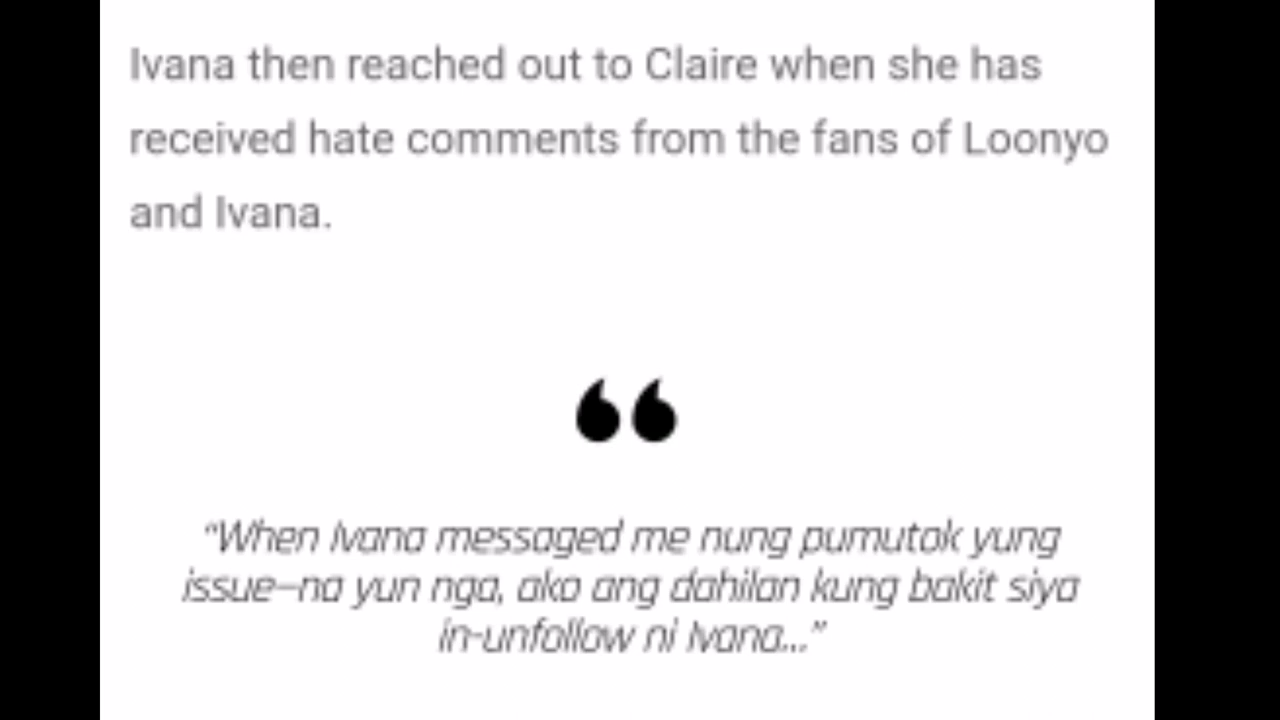 Ivana then reached out to Claire when she has
received hate comments from the fans of Loonyo
and Ivana.
“
“When Ivana messaged me nung pumutok yung
issue—na yun nga, ako ang dahilan kung bakit siya
in-unfollow ni Ivana...”